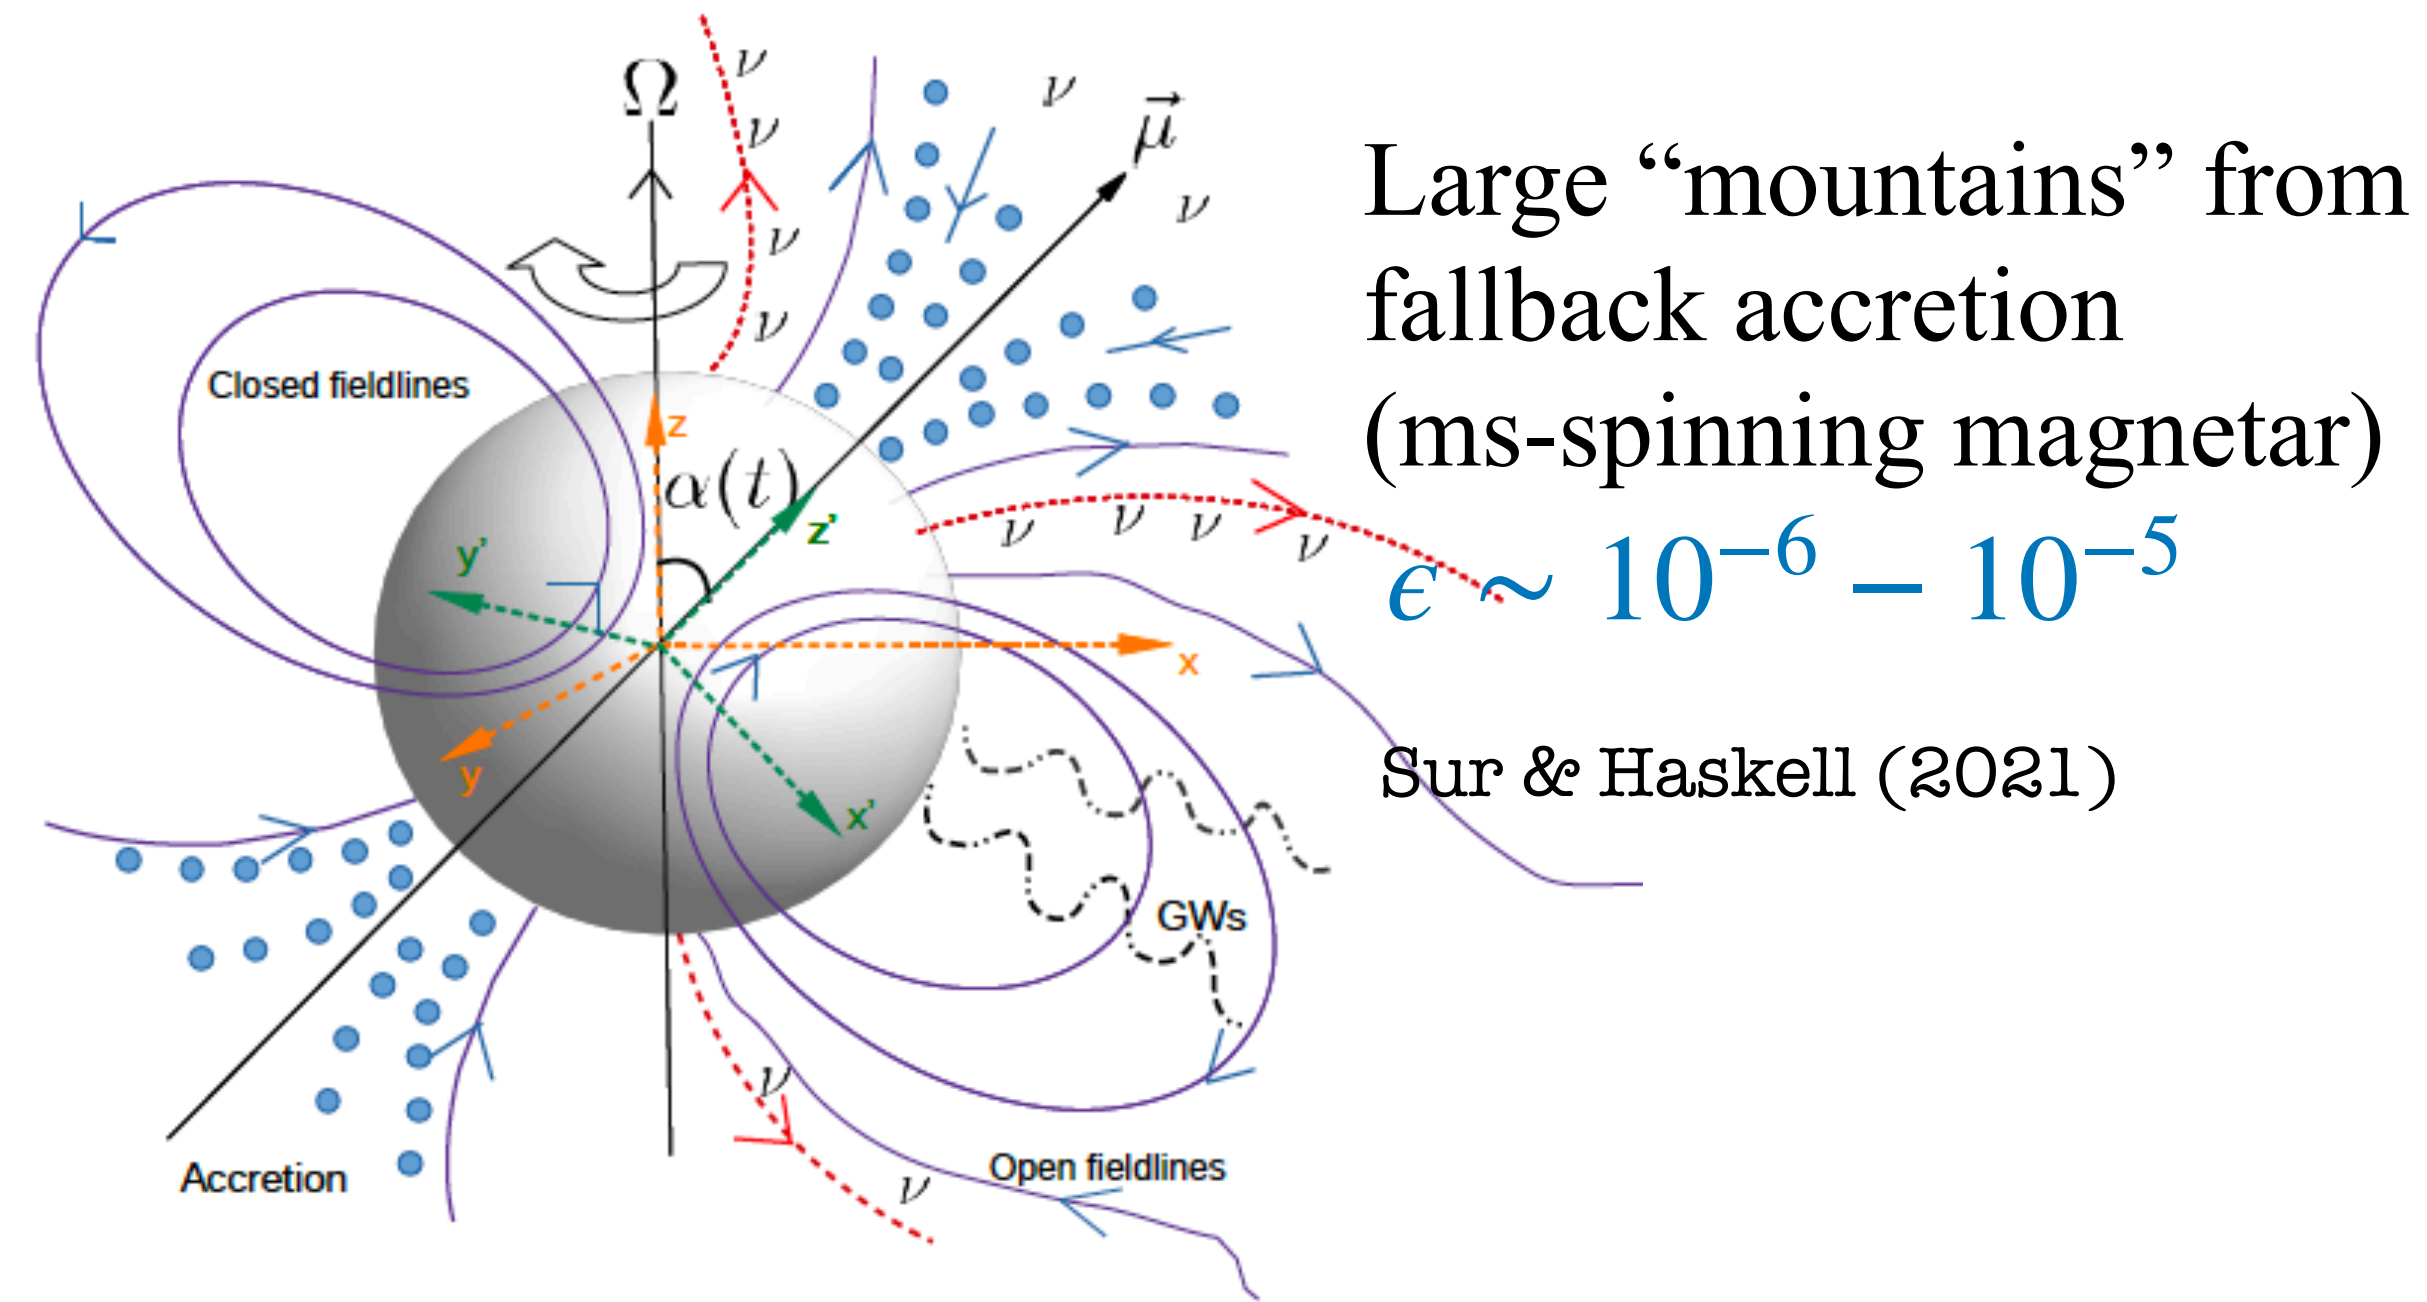 Ω
ν
ν
ν
ν
ν
μ⃗
ν
Closed fieldlines
z
α(t)
z'
y'
ν ν ν ν
x
y
x'
GWs
ν
Accretion
Open fieldlines
ν
Large “mountains” from
fallback accretion
(ms-spinning magnetar)
ϵ ~ 10⁻⁶ – 10⁻⁵
Sur & Haskell (2021)